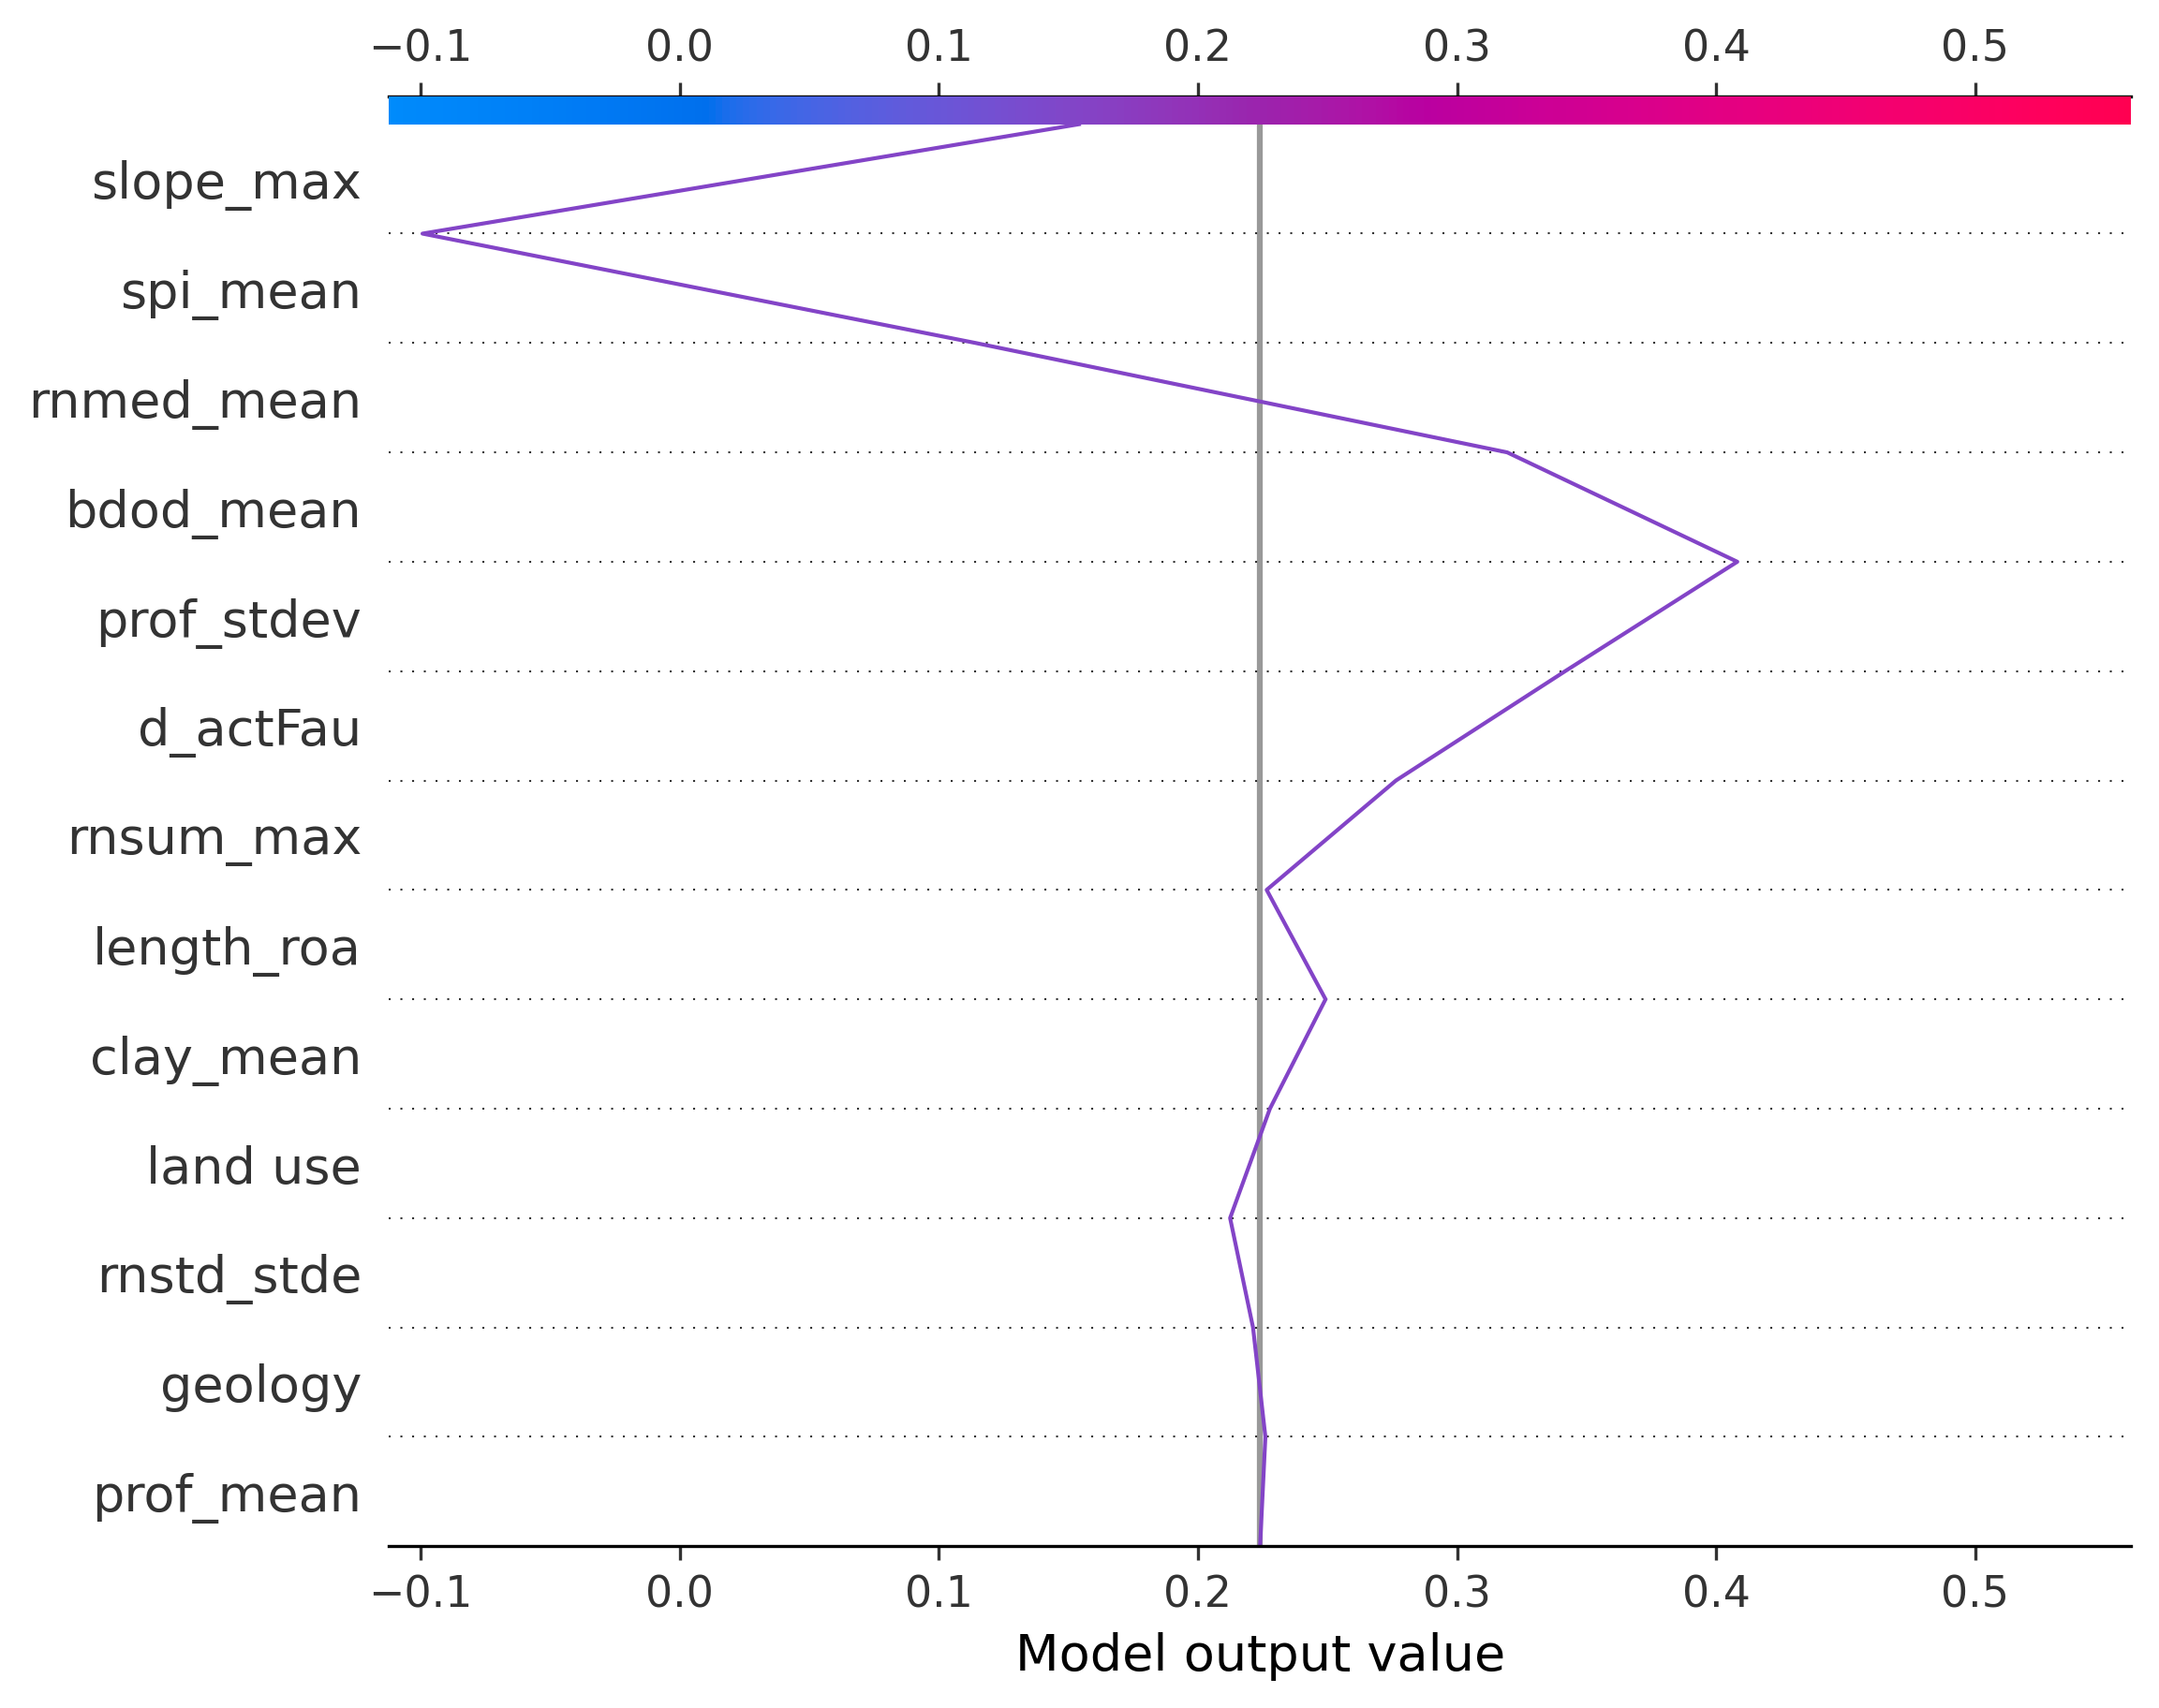 −0.1 0.0 0.1 0.2 0.3 0.4 0.5
slope_max
spi_mean
rnmed_mean
bdod_mean
prof_stdev
d_actFau
rnsum_max
length_roa
clay_mean
land use
rnstd_stde
geology
prof_mean
−0.1 0.0 0.1 0.2 0.3 0.4 0.5
Model output value